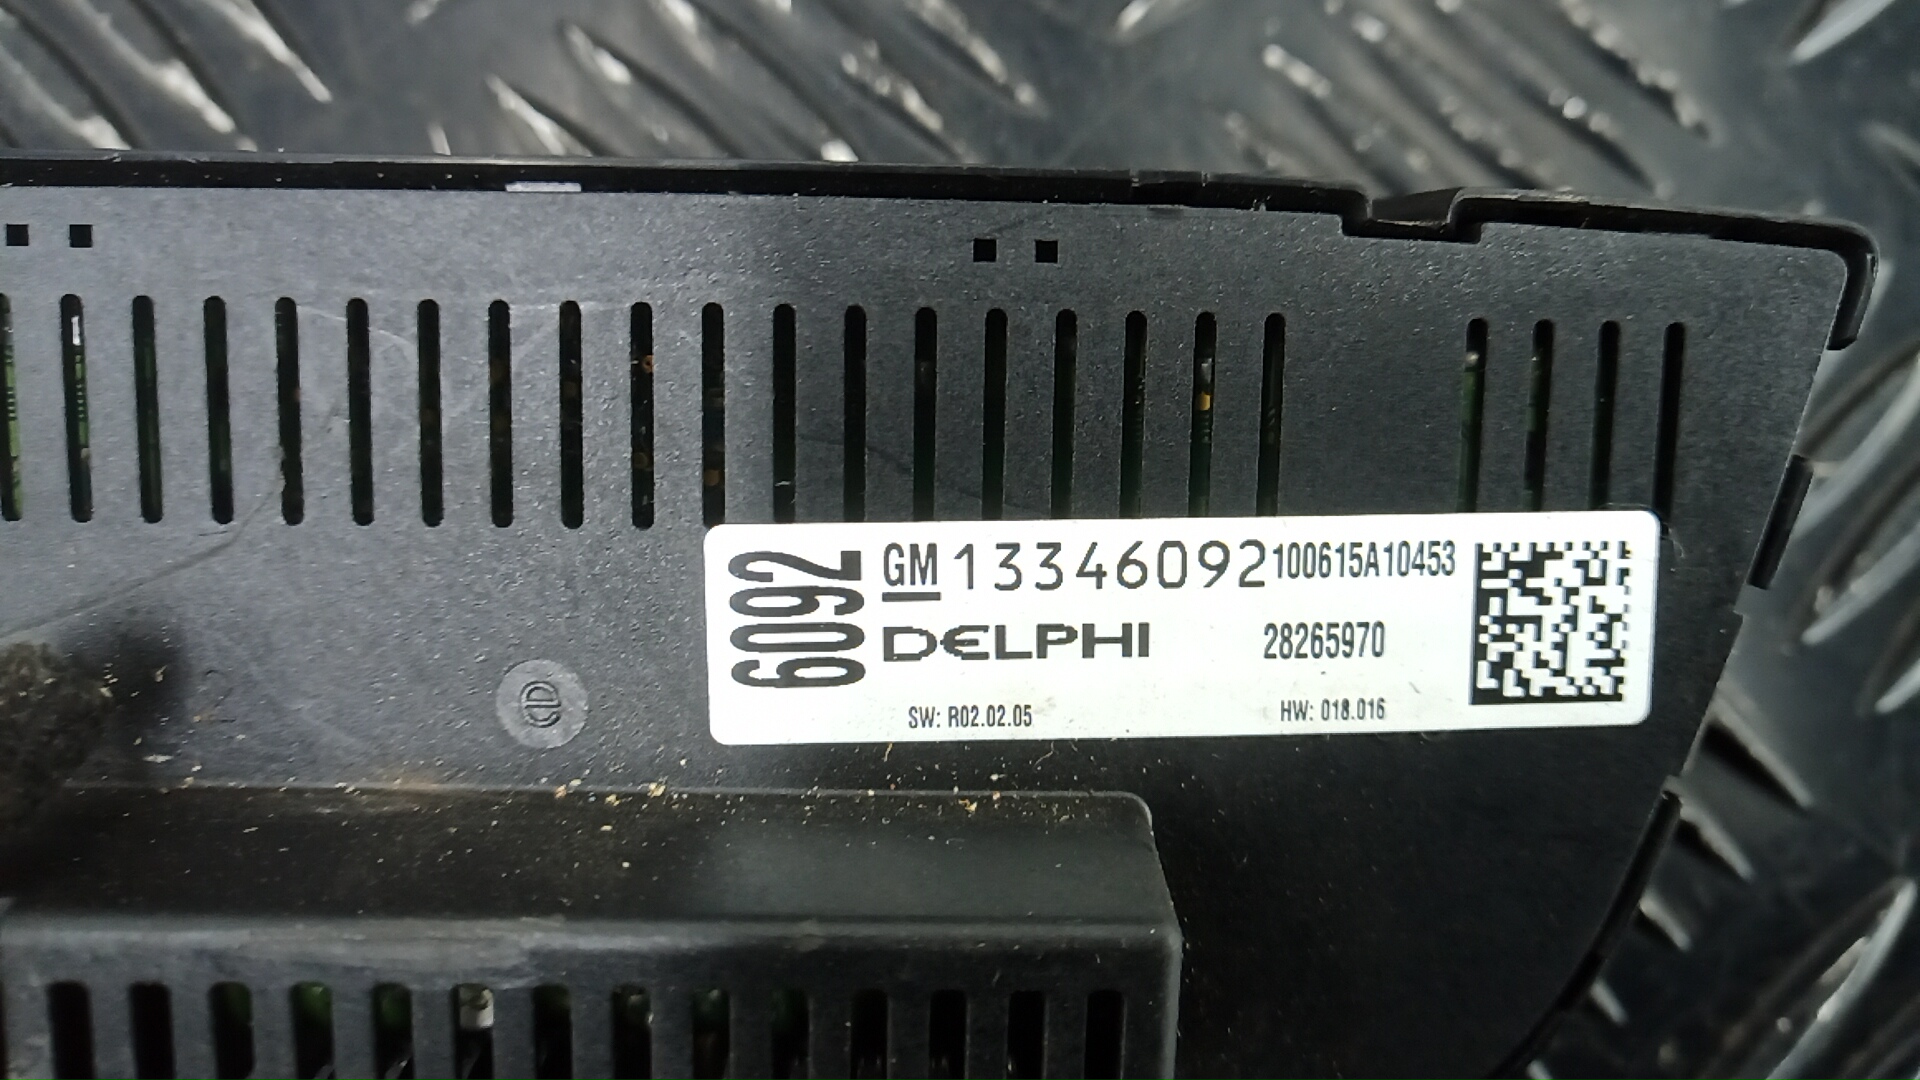 6092
GM 13346092 100615A10453
DELPHI 28265970
SW: R02.02.05 HW: 018.016
e